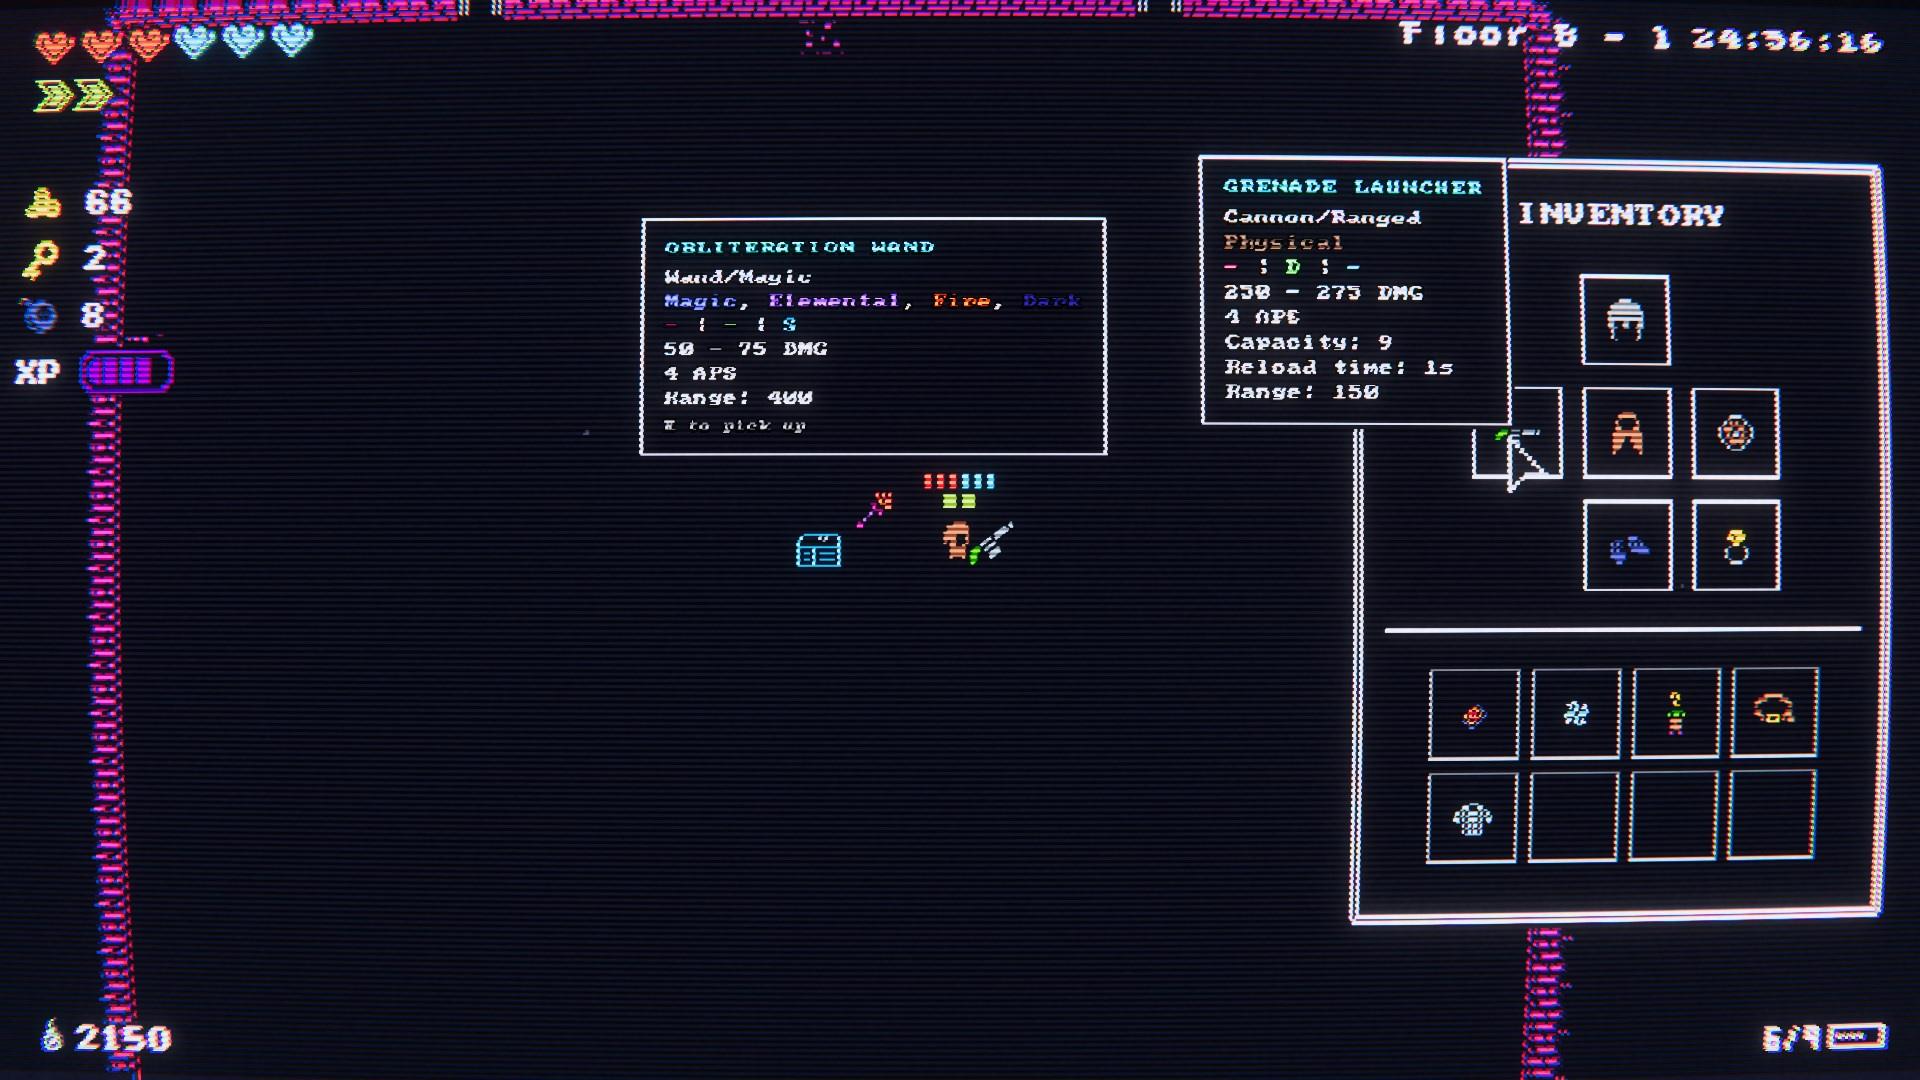 Floor 8 - 1 24:56:16
66
2
8
XP
OBLITERATION WAND
Wand/Magic
Magic, Elemental, Fire, Dark
- | - | S
50 - 75 DMG
4 APS
Range: 400
E to pick up
GRENADE LAUNCHER
Cannon/Ranged
Physical
- | D | -
250 - 275 DMG
4 APS
Capacity: 9
Reload time: 1s
Range: 150
INVENTORY
2150
6/9